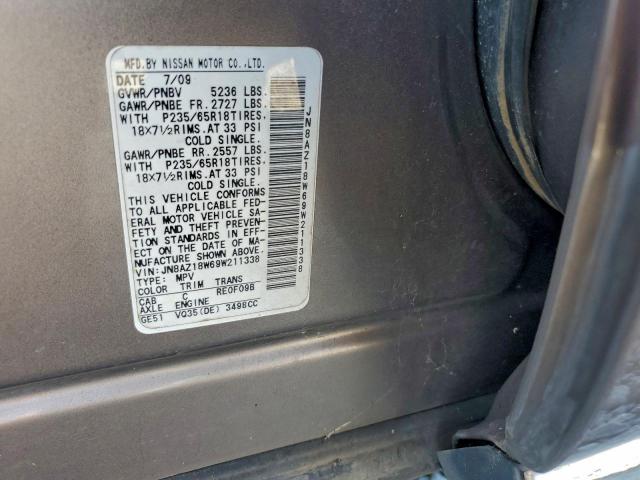 MFD.BY NISSAN MOTOR CO.,LTD.
DATE 7/09
GVWR/PNBV 5236 LBS.
GAWR/PNBE FR. 2727 LBS.
WITH P235/65R18TIRES.
18X7½RIMS.AT 33 PSI
COLD SINGLE.
GAWR/PNBE RR. 2557 LBS.
WITH P235/65R18TIRES.
18X7½RIMS.AT 33 PSI
COLD SINGLE.
THIS VEHICLE CONFORMS
TO ALL APPLICABLE FED-
ERAL MOTOR VEHICLE SA-
FETY AND THEFT PREVEN-
TION STANDARDS IN EFF-
ECT ON THE DATE OF MA-
NUFACTURE SHOWN ABOVE.
VIN:JN8AZ18W69W211338
TYPE: MPV
COLOR TRIM TRANS
CAB C RE0F09B
AXLE ENGINE
GE51 VQ35(DE) 3498CC
JN8AZ18W69W211338